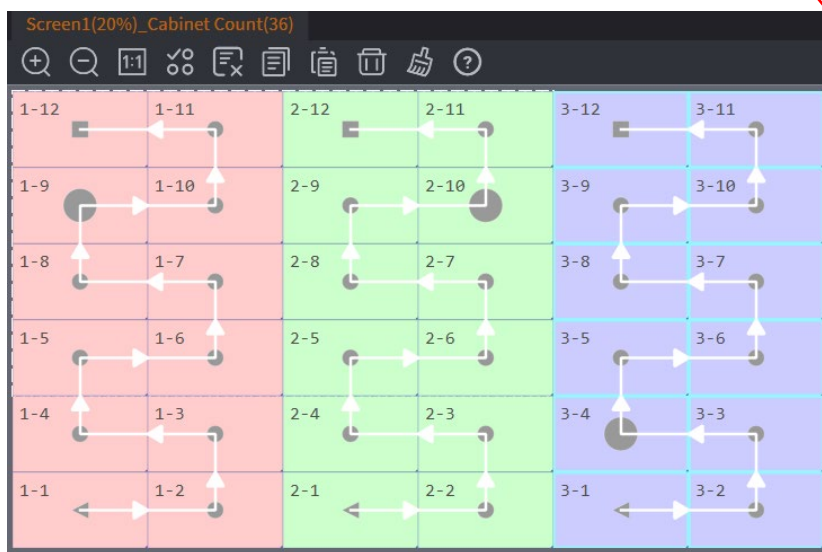 Screen1(20%)_Cabinet Count(36)
1:1 ?
1-12 1-11 2-12 2-11 3-12 3-11
1-9 1-10 2-9 2-10 3-9 3-10
1-8 1-7 2-8 2-7 3-8 3-7
1-5 1-6 2-5 2-6 3-5 3-6
1-4 1-3 2-4 2-3 3-4 3-3
1-1 1-2 2-1 2-2 3-1 3-2